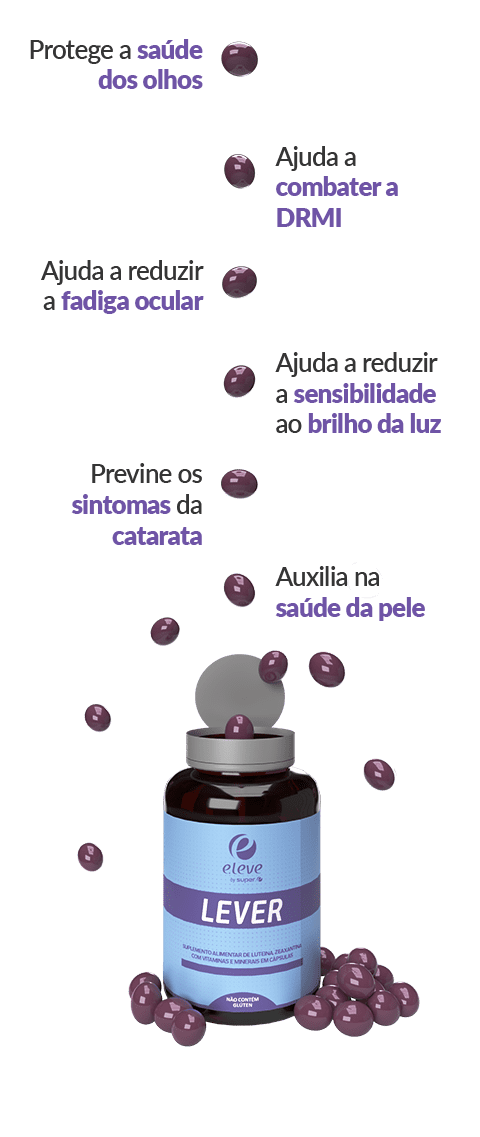 Protege a saúde
dos olhos
Ajuda a
combater a
DRMI
Ajuda a reduzir
a fadiga ocular
Ajuda a reduzir
a sensibilidade
ao brilho da luz
Previne os
sintomas da
catarata
Auxilia na
saúde da pele
eleve
by super
LEVER
SUPLEMENTO ALIMENTAR DE LUTEÍNA, ZEAXANTINA
COM VITAMINAS E MINERAIS EM CÁPSULAS
NÃO CONTÉM
GLÚTEN